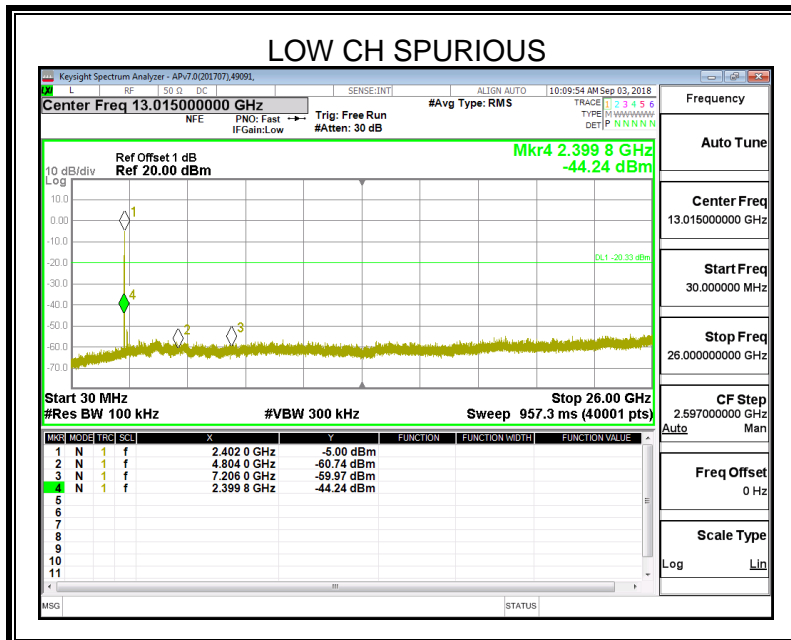 LOW CH SPURIOUS
Keysight Spectrum Analyzer - APv7.0(201707),49091,
L RF 50 Ω DC SENSE:INT ALIGN AUTO 10:09:54 AM Sep 03, 2018
Center Freq 13.015000000 GHz
NFE
PNO: Fast
IFGain:Low
Trig: Free Run
#Atten: 30 dB
#Avg Type: RMS
TRACE 1 2 3 4 5 6
TYPE M W W W W W
DET P N N N N N
Mkr4 2.399 8 GHz
-44.24 dBm
Ref Offset 1 dB
10 dB/div Ref 20.00 dBm
Log
10.0
0.00
-10.0
-20.0
-30.0
-40.0
-50.0
-60.0
-70.0
1
4
2
3
DL1 -20.33 dBm
Start 30 MHz Stop 26.00 GHz
#Res BW 100 kHz #VBW 300 kHz Sweep 957.3 ms (40001 pts)
MKR MODE TRC SCL X Y FUNCTION FUNCTION WIDTH FUNCTION VALUE
1 N 1 f 2.402 0 GHz -5.00 dBm
2 N 1 f 4.804 0 GHz -60.74 dBm
3 N 1 f 7.206 0 GHz -59.97 dBm
4 N 1 f 2.399 8 GHz -44.24 dBm
5
6
7
8
9
10
11
MSG STATUS
Frequency
Auto Tune
Center Freq
13.015000000 GHz
Start Freq
30.000000 MHz
Stop Freq
26.000000000 GHz
CF Step
2.597000000 GHz
Auto Man
Freq Offset
0 Hz
Scale Type
Log Lin